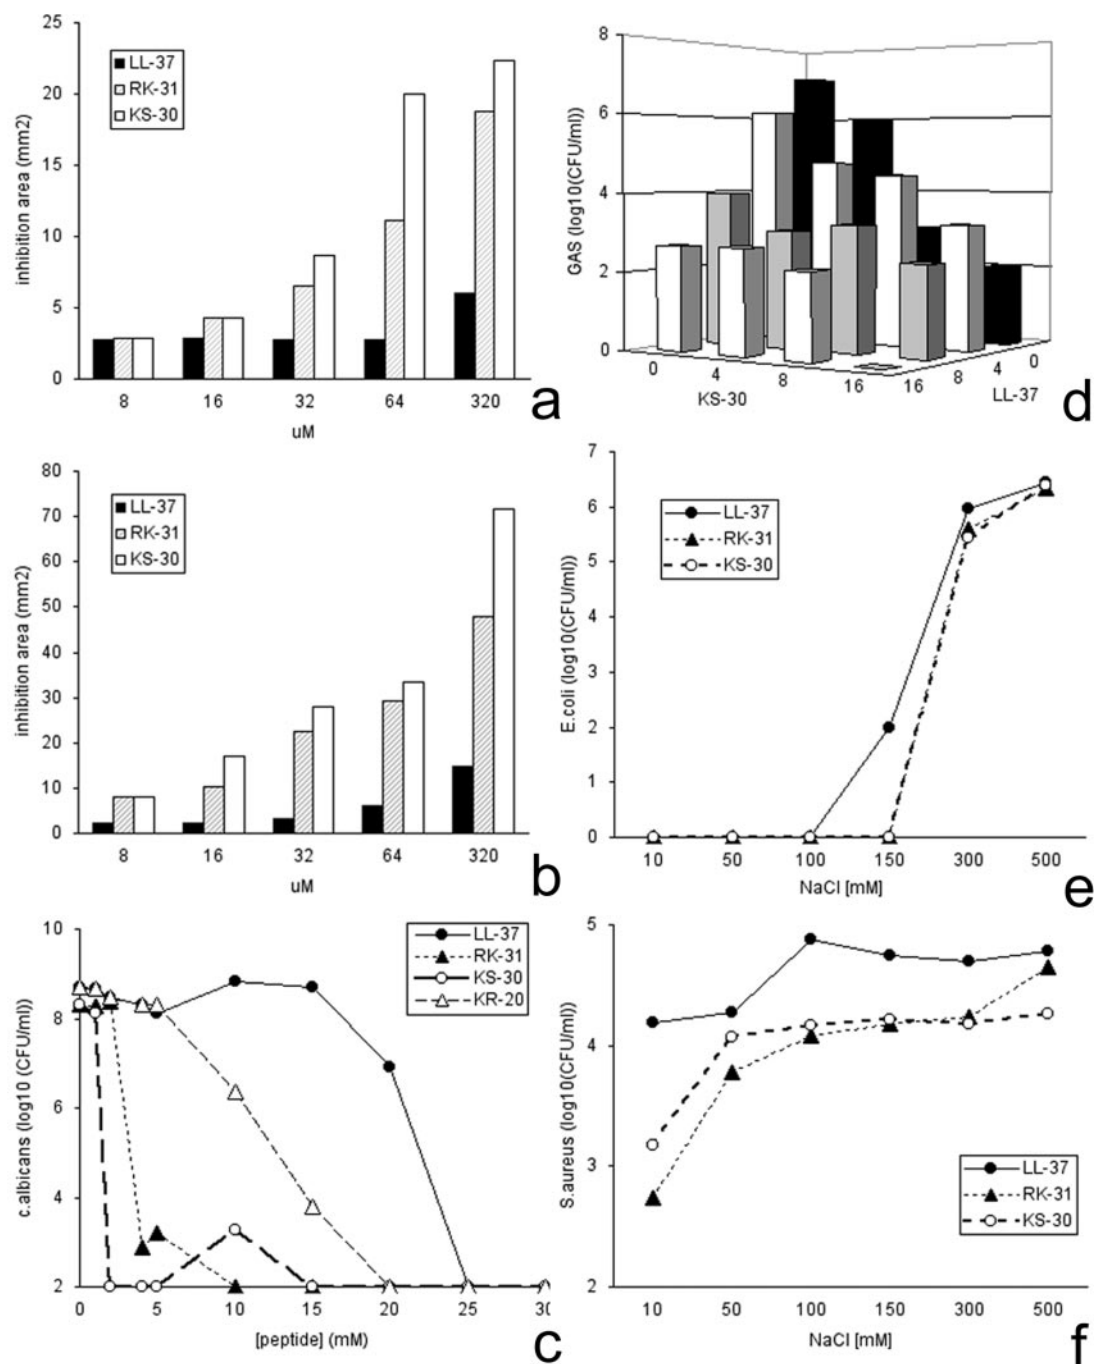 25
20
15
10
5
0
inhibition area (mm2)
LL-37
RK-31
KS-30
8 16 32 64 320
uM
a
8
6
4
2
0
GAS (log10(CFU/ml))
0 4 8 16
KS-30
16 8 4 0
LL-37
d
80
70
60
50
40
30
20
10
0
inhibition area (mm2)
LL-37
RK-31
KS-30
8 16 32 64 320
uM
b
7
6
5
4
3
2
1
0
E.coli (log10(CFU/ml))
LL-37
RK-31
KS-30
10 50 100 150 300 500
NaCl [mM]
e
10
8
6
4
2
c.albicans (log10 (CFU/ml))
LL-37
RK-31
KS-30
KR-20
0 5 10 15 20 25 30
[peptide] (mM)
c
5
4
3
2
S.aureus (log10(CFU/ml))
LL-37
RK-31
KS-30
10 50 100 150 300 500
NaCl [mM]
f